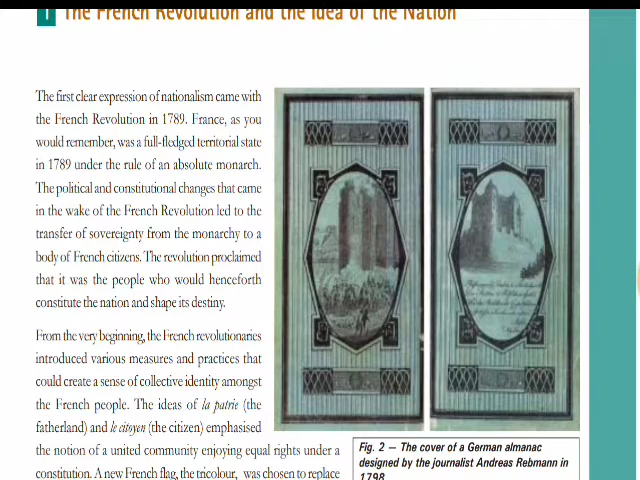 1 The French Revolution and the Idea of the Nation
The first clear expression of nationalism came with
the French Revolution in 1789. France, as you
would remember, was a full-fledged territorial state
in 1789 under the rule of an absolute monarch.
The political and constitutional changes that came
in the wake of the French Revolution led to the
transfer of sovereignty from the monarchy to a
body of French citizens. The revolution proclaimed
that it was the people who would henceforth
constitute the nation and shape its destiny.
From the very beginning, the French revolutionaries
introduced various measures and practices that
could create a sense of collective identity amongst
the French people. The ideas of la patrie (the
fatherland) and le citoyen (the citizen) emphasised
the notion of a united community enjoying equal rights under a
constitution. A new French flag, the tricolour, was chosen to replace
Fig. 2 — The cover of a German almanac
designed by the journalist Andreas Rebmann in
1798.